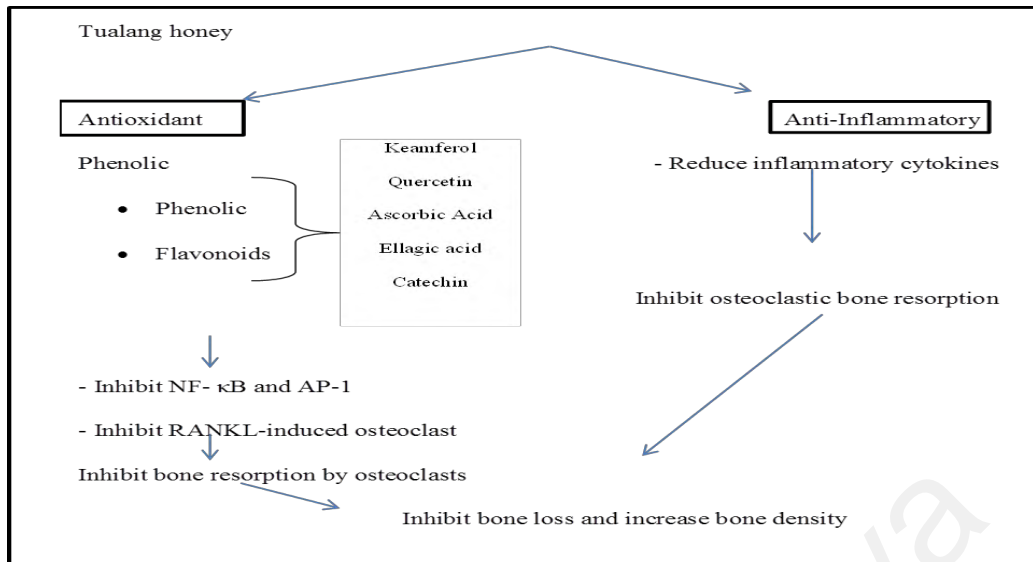 Tualang honey
Antioxidant
Phenolic
• Phenolic
• Flavonoids
Keamferol
Quercetin
Ascorbic Acid
Ellagic acid
Catechin
- Inhibit NF- κB and AP-1
- Inhibit RANKL-induced osteoclast
Inhibit bone resorption by osteoclasts
Anti-Inflammatory
- Reduce inflammatory cytokines
Inhibit osteoclastic bone resorption
Inhibit bone loss and increase bone density